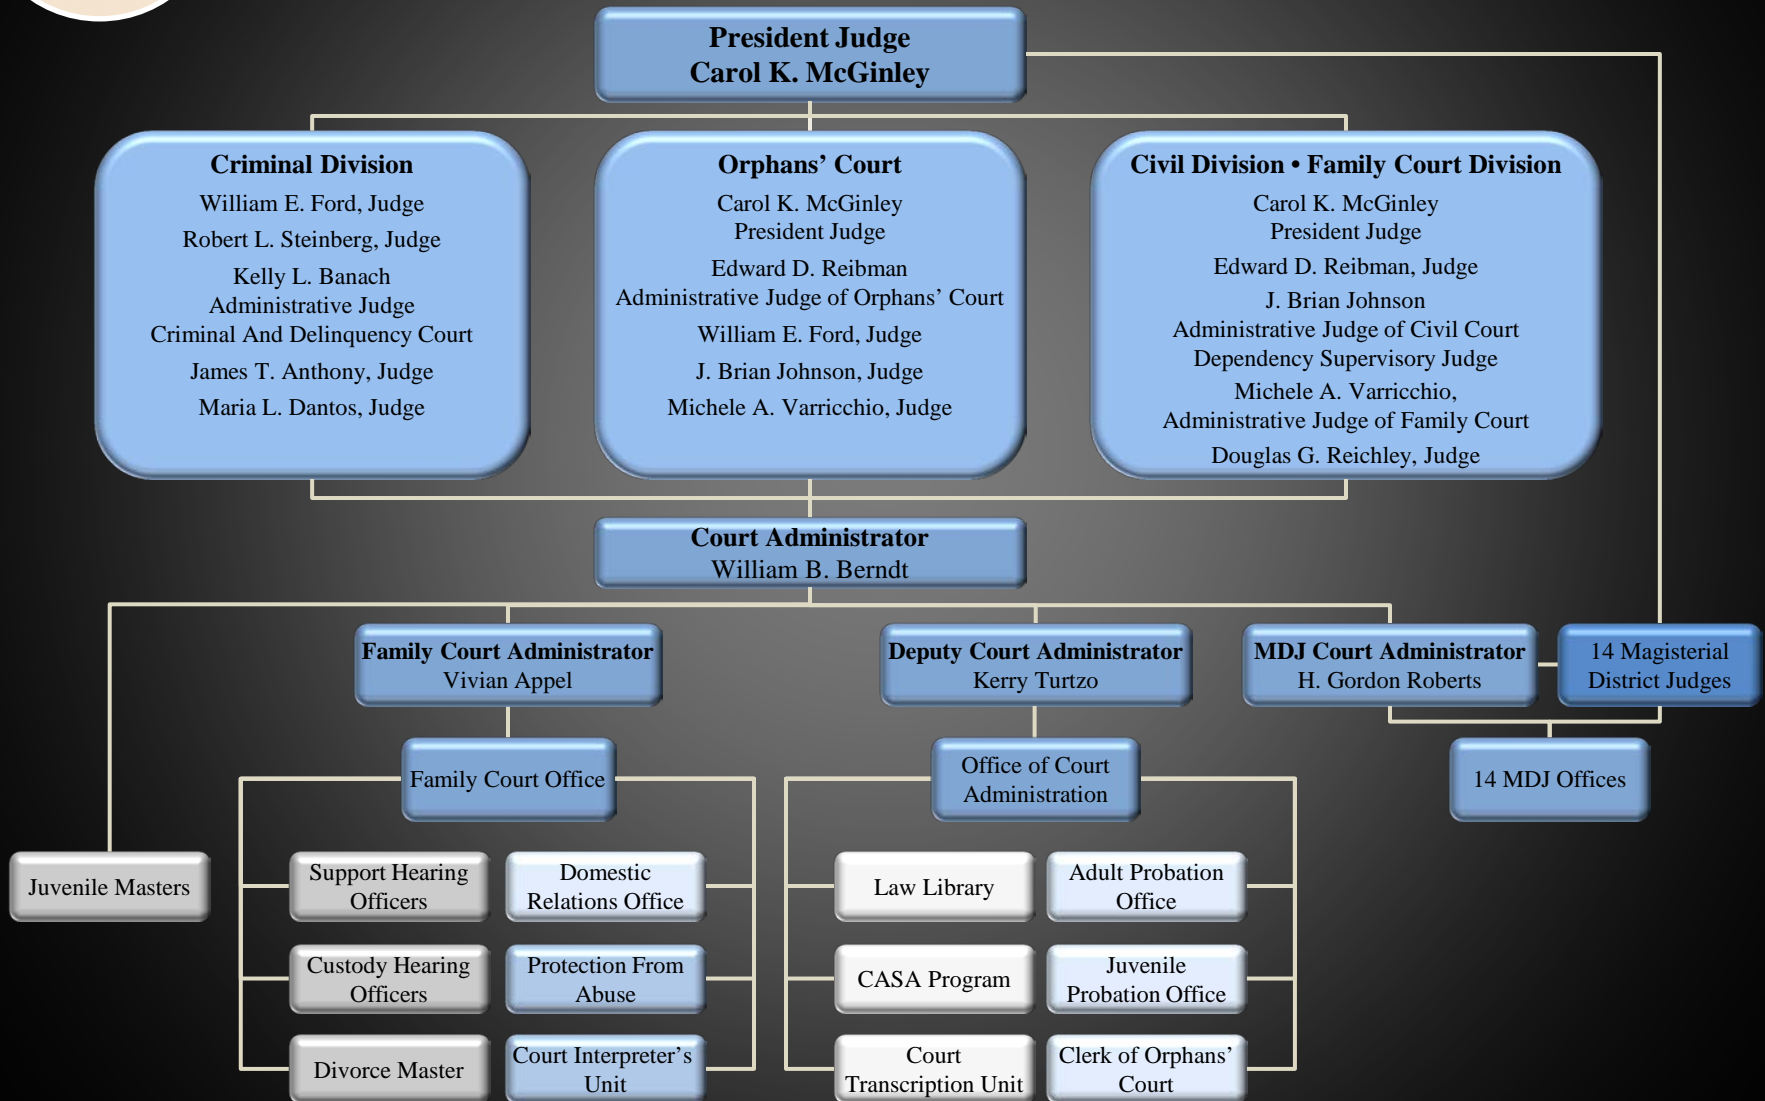 President Judge
Carol K. McGinley
Criminal Division
William E. Ford, Judge
Robert L. Steinberg, Judge
Kelly L. Banach
Administrative Judge
Criminal And Delinquency Court
James T. Anthony, Judge
Maria L. Dantos, Judge
Orphans’ Court
Carol K. McGinley
President Judge
Edward D. Reibman
Administrative Judge of Orphans’ Court
William E. Ford, Judge
J. Brian Johnson, Judge
Michele A. Varricchio, Judge
Civil Division • Family Court Division
Carol K. McGinley
President Judge
Edward D. Reibman, Judge
J. Brian Johnson
Administrative Judge of Civil Court
Dependency Supervisory Judge
Michele A. Varricchio,
Administrative Judge of Family Court
Douglas G. Reichley, Judge
Court Administrator
William B. Berndt
Family Court Administrator
Vivian Appel
Deputy Court Administrator
Kerry Turtzo
MDJ Court Administrator
H. Gordon Roberts
14 Magisterial
District Judges
Family Court Office
Office of Court
Administration
14 MDJ Offices
Juvenile Masters
Support Hearing
Officers
Domestic
Relations Office
Law Library
Adult Probation
Office
Custody Hearing
Officers
Protection From
Abuse
CASA Program
Juvenile
Probation Office
Divorce Master
Court Interpreter’s
Unit
Court
Transcription Unit
Clerk of Orphans’
Court